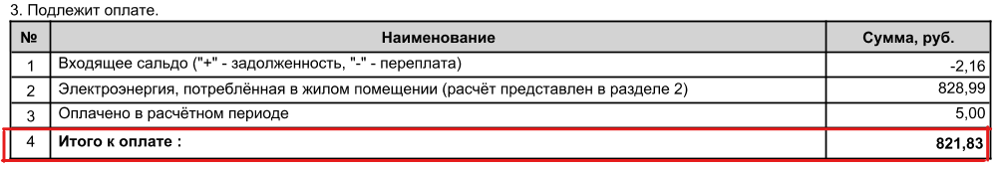 3. Подлежит оплате.
№ Наименование Сумма, руб.
1 Входящее сальдо ("+" - задолженность, "-" - переплата) -2,16
2 Электроэнергия, потреблённая в жилом помещении (расчёт представлен в разделе 2) 828,99
3 Оплачено в расчётном периоде 5,00
4 Итого к оплате : 821,83